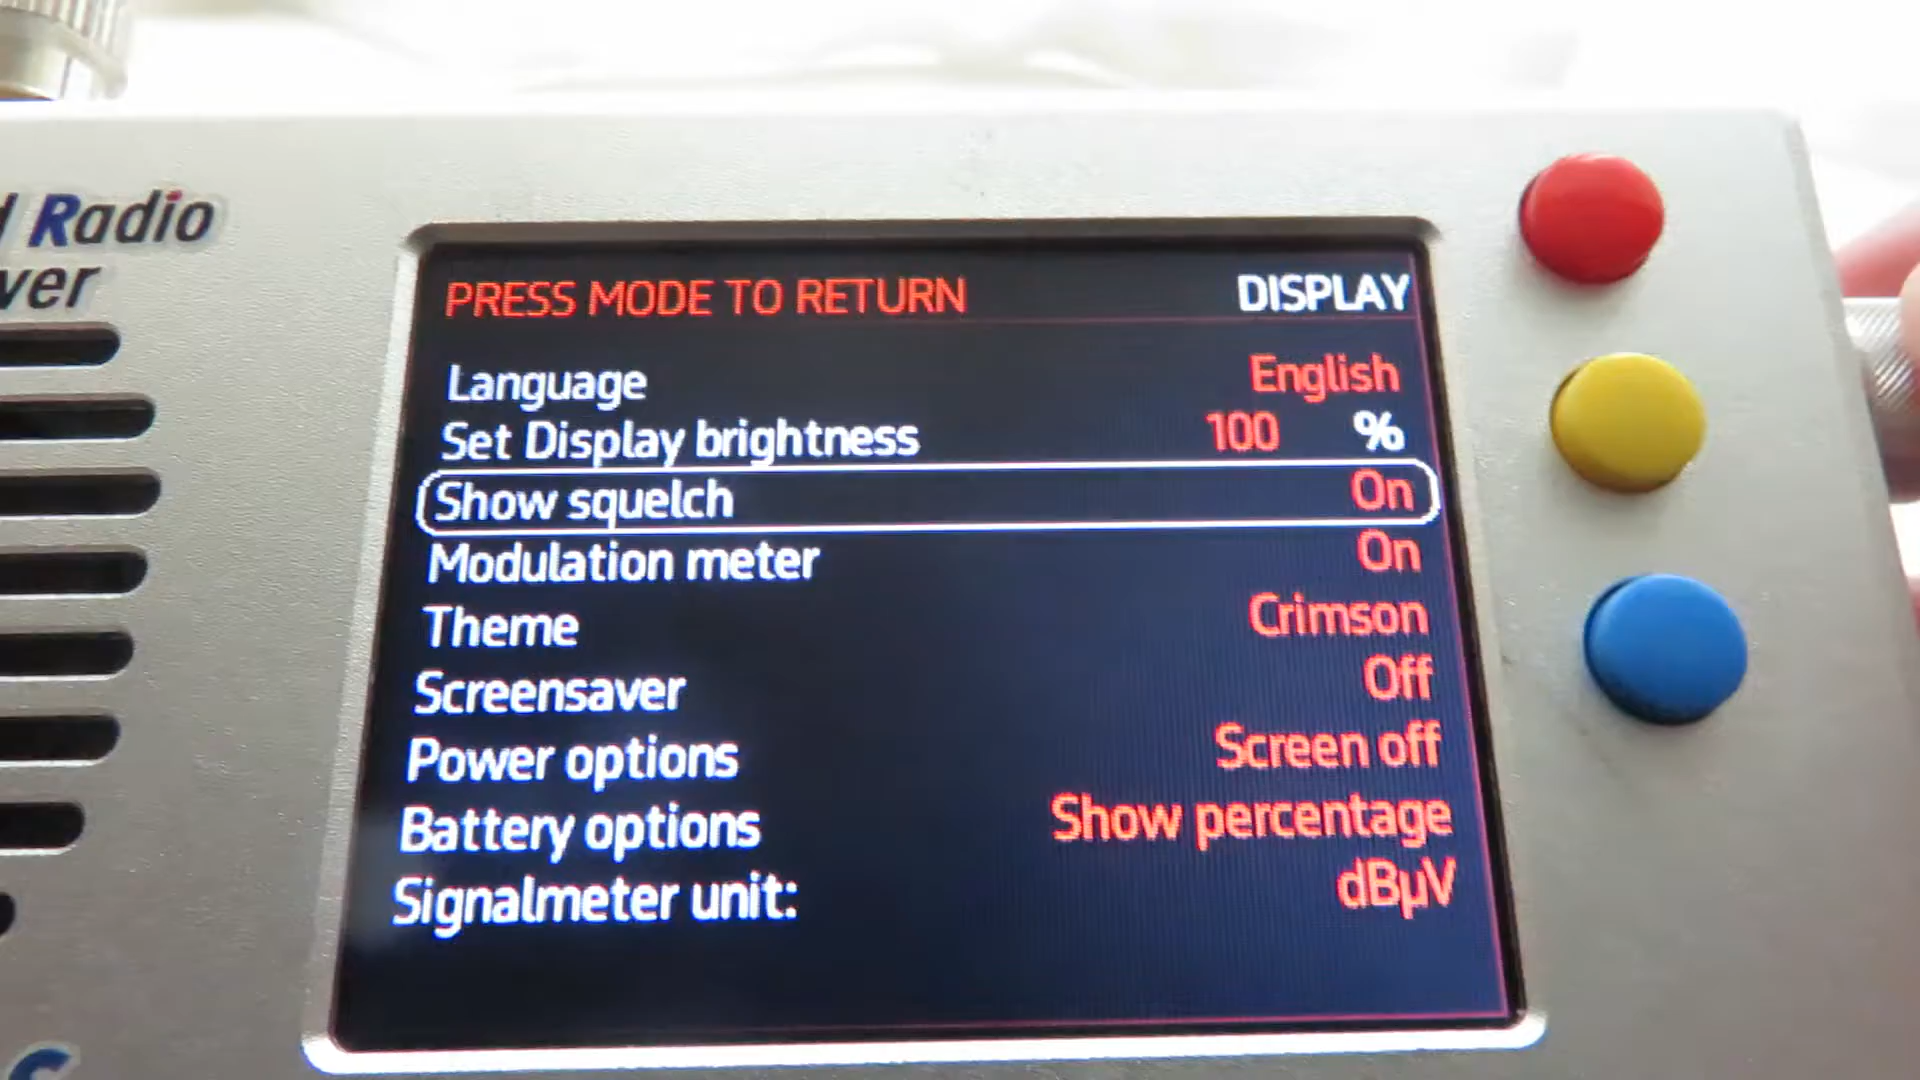 Radio
PRESS MODE TO RETURN DISPLAY
Language English
Set Display brightness 100 %
Show squelch On
Modulation meter On
Theme Crimson
Screensaver Off
Power options Screen off
Battery options Show percentage
Signalmeter unit: dBµV